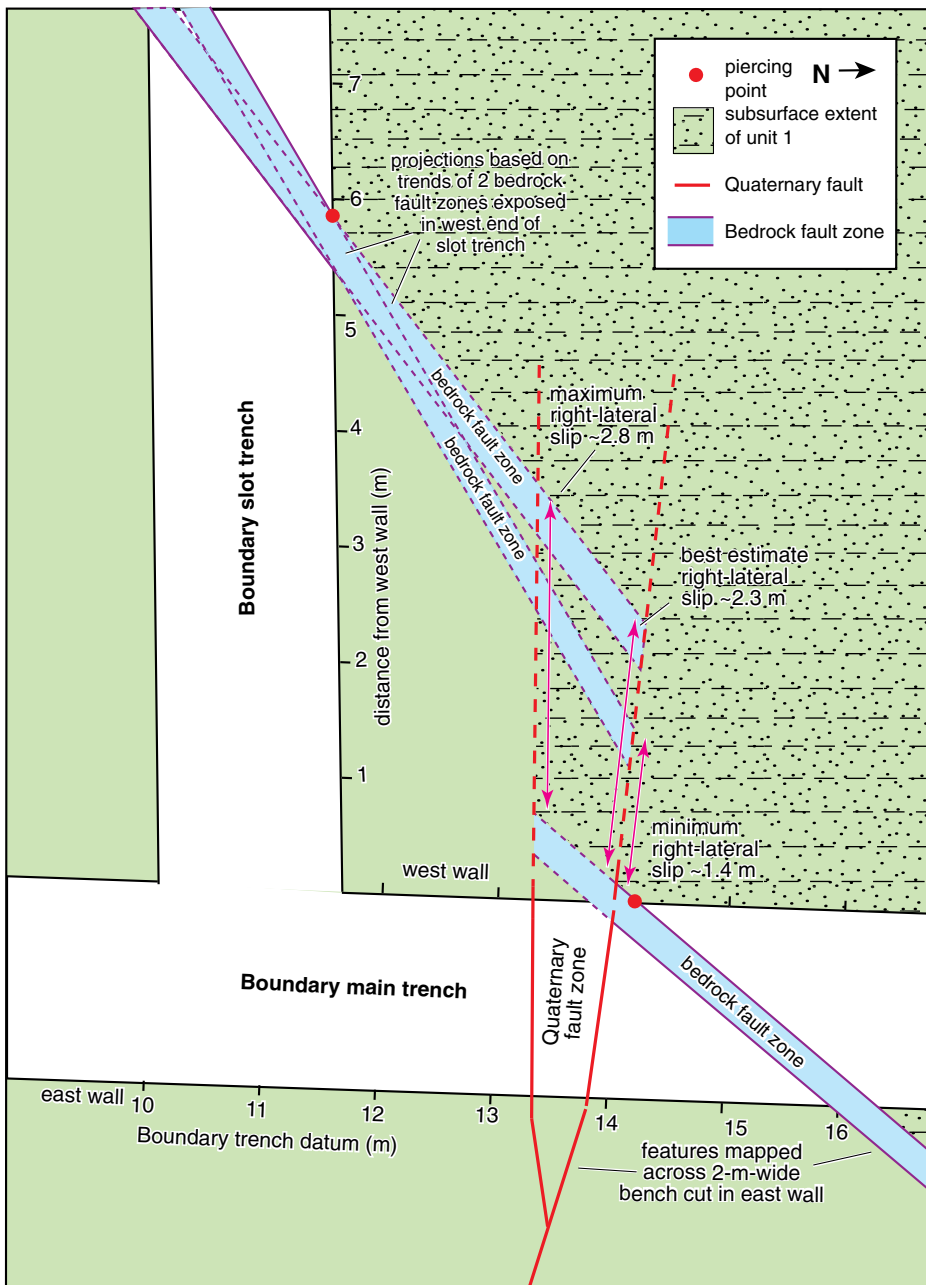 piercing
point
N
subsurface extent
of unit 1
Quaternary fault
Bedrock fault zone
7
6
5
4
3
2
1
projections based on
trends of 2 bedrock
fault zones exposed
in west end of
slot trench
Boundary slot trench
distance from west wall (m)
bedrock fault zone
bedrock fault zone
maximum
right-lateral
slip ~2.8 m
best estimate
right-lateral
slip ~2.3 m
minimum
right-lateral
slip ~1.4 m
west wall
Boundary main trench
Quaternary
fault zone
bedrock fault zone
east wall
10
11
12
13
14
15
16
Boundary trench datum (m)
features mapped
across 2-m-wide
bench cut in east wall